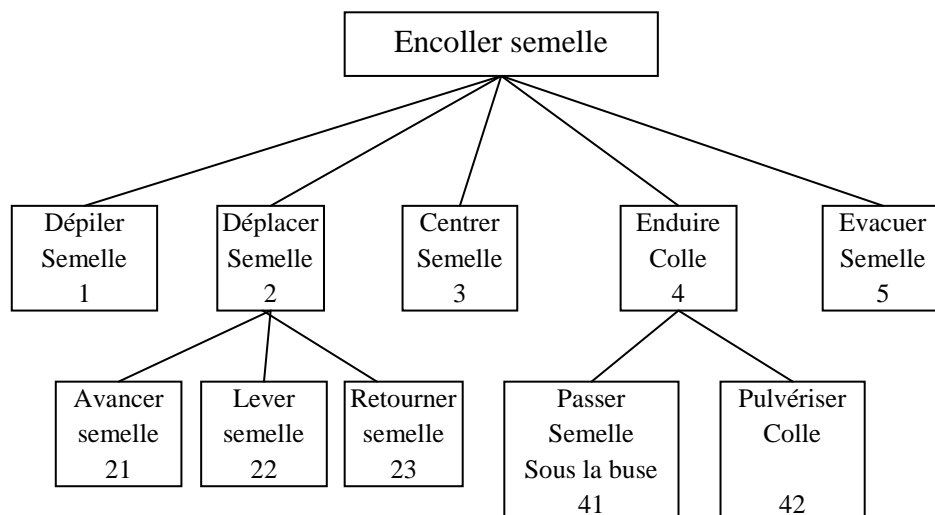 Encoller semelle
Dépiler
Semelle
1
Déplacer
Semelle
2
Centrer
Semelle
3
Enduire
Colle
4
Evacuer
Semelle
5
Avancer
semelle
21
Lever
semelle
22
Retourner
semelle
23
Passer
Semelle
Sous la buse
41
Pulvériser
Colle
42